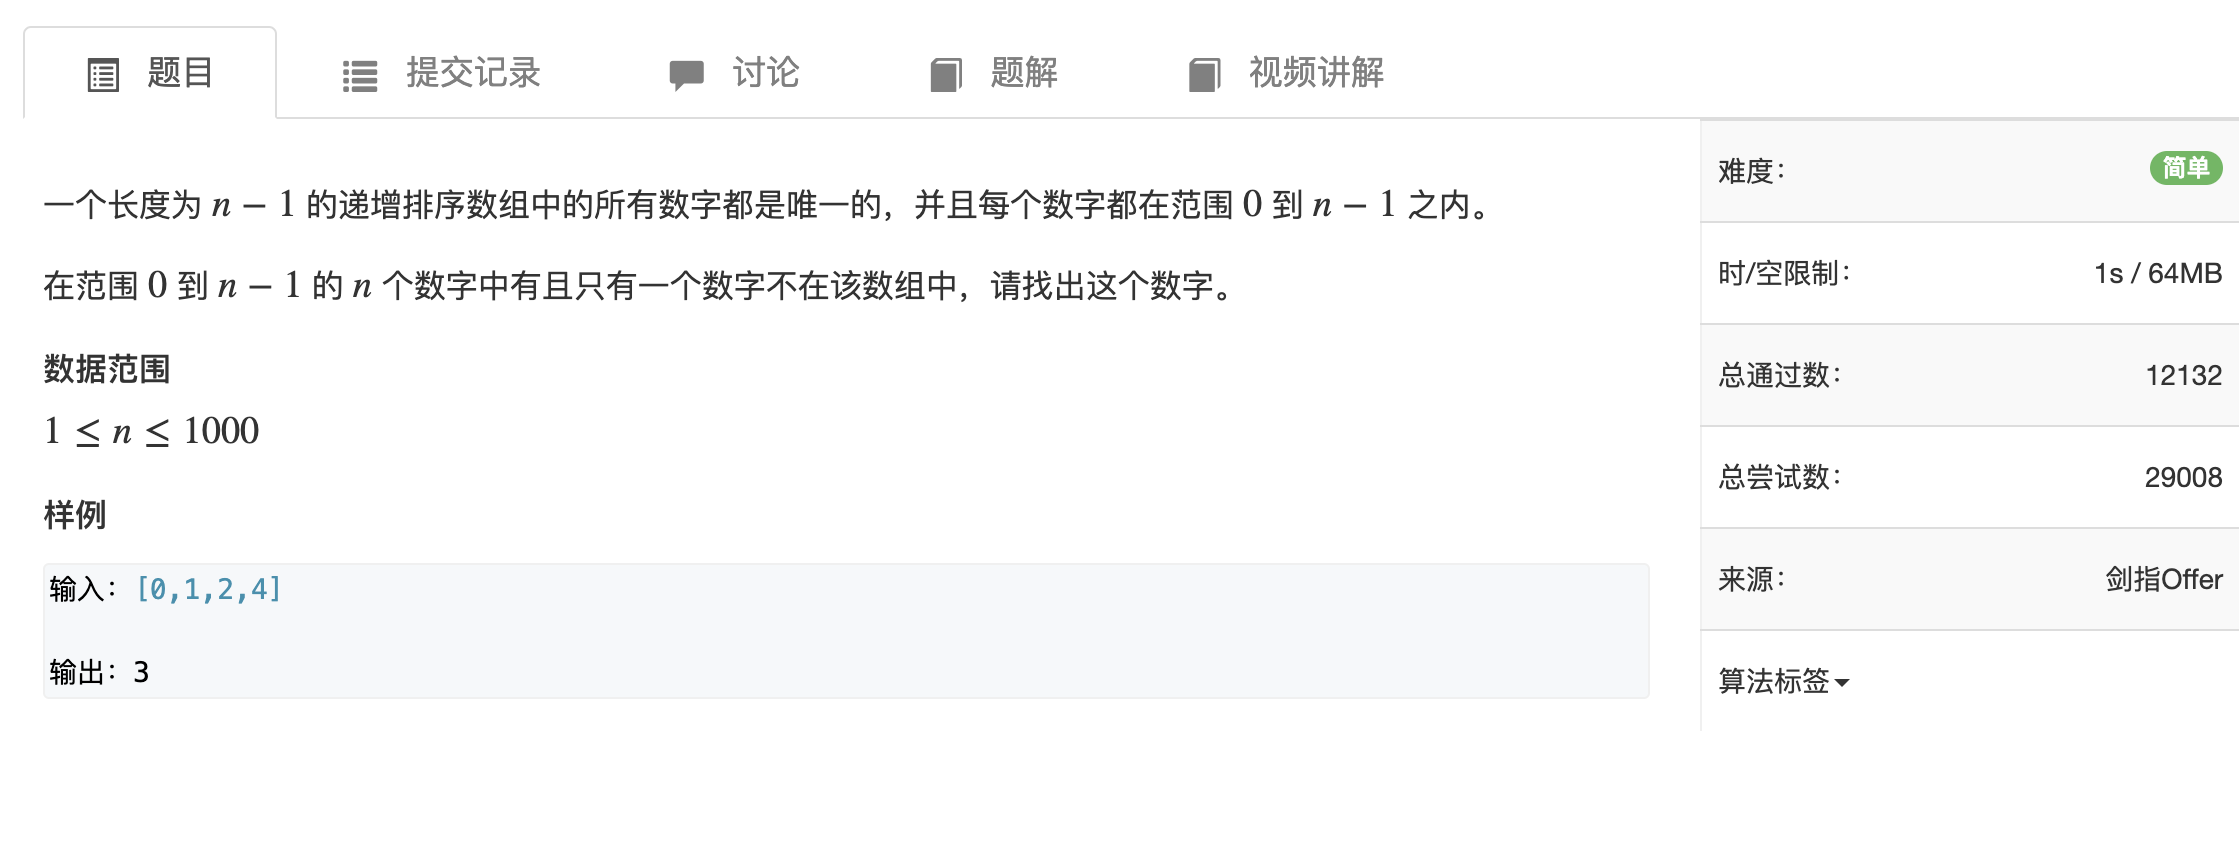 题目 提交记录 讨论 题解 视频讲解
一个长度为 n − 1 的递增排序数组中的所有数字都是唯一的，并且每个数字都在范围 0 到 n − 1 之内。
在范围 0 到 n − 1 的 n 个数字中有且只有一个数字不在该数组中，请找出这个数字。
数据范围
1 ≤ n ≤ 1000
样例
输入：[0,1,2,4]
输出：3
难度： 简单
时/空限制： 1s / 64MB
总通过数： 12132
总尝试数： 29008
来源： 剑指Offer
算法标签